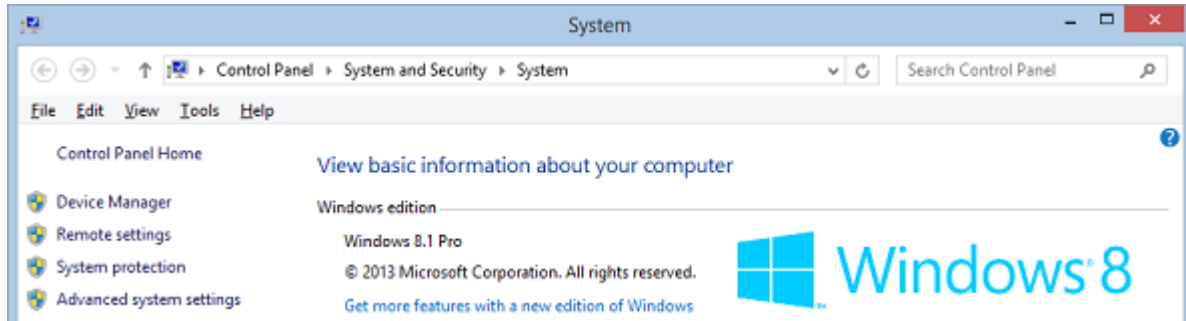 System
Control Panel System and Security System Search Control Panel
File Edit View Tools Help
Control Panel Home
View basic information about your computer
Device Manager
Windows edition
Remote settings
Windows 8.1 Pro
System protection
© 2013 Microsoft Corporation. All rights reserved.
Advanced system settings
Get more features with a new edition of Windows
Windows 8